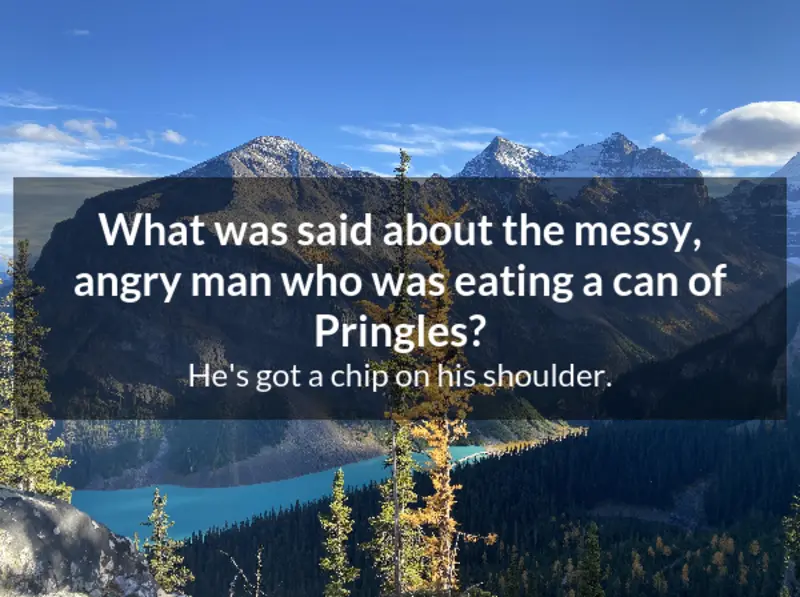 What was said about the messy,
angry man who was eating a can of
Pringles?
He's got a chip on his shoulder.